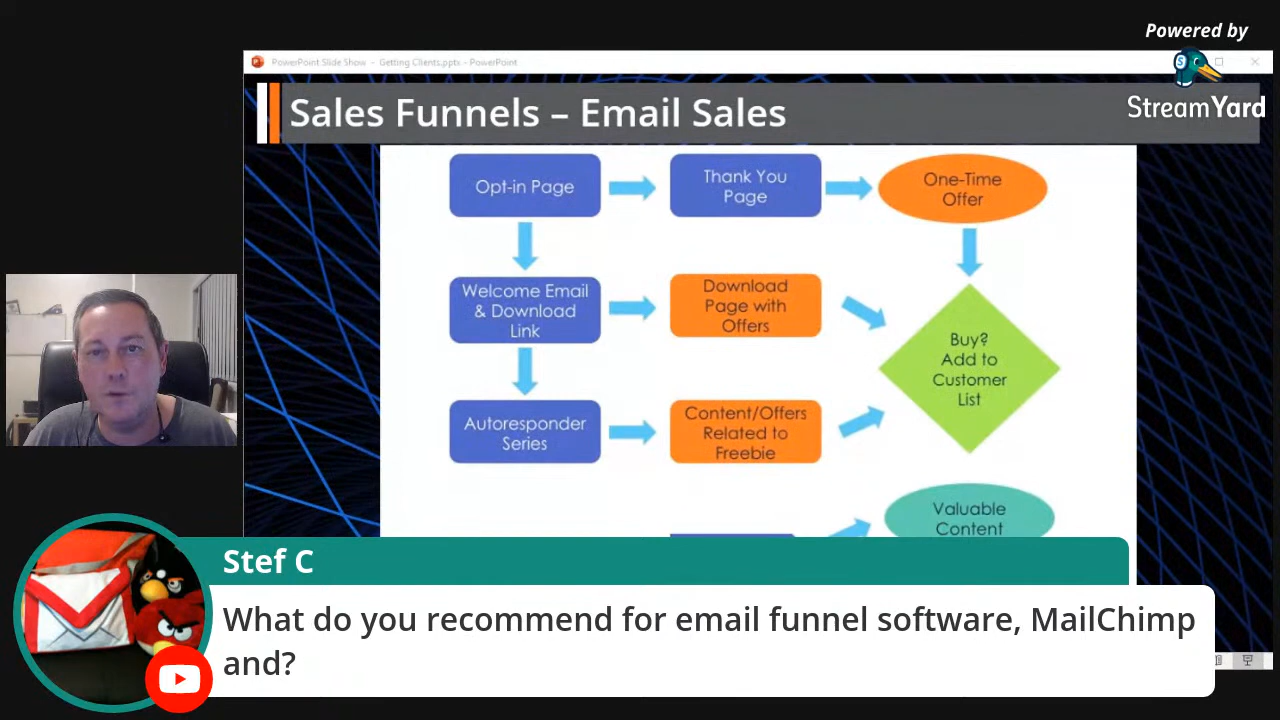 Powered by
StreamYard
PowerPoint Slide Show - Getting Clients.pptx - PowerPoint
Sales Funnels – Email Sales
Opt-in Page
Thank You
Page
One-Time
Offer
Welcome Email
& Download
Link
Download
Page with
Offers
Buy?
Add to
Customer
List
Autoresponder
Series
Content/Offers
Related to
Freebie
Valuable
Content
Stef C
What do you recommend for email funnel software, MailChimp
and?